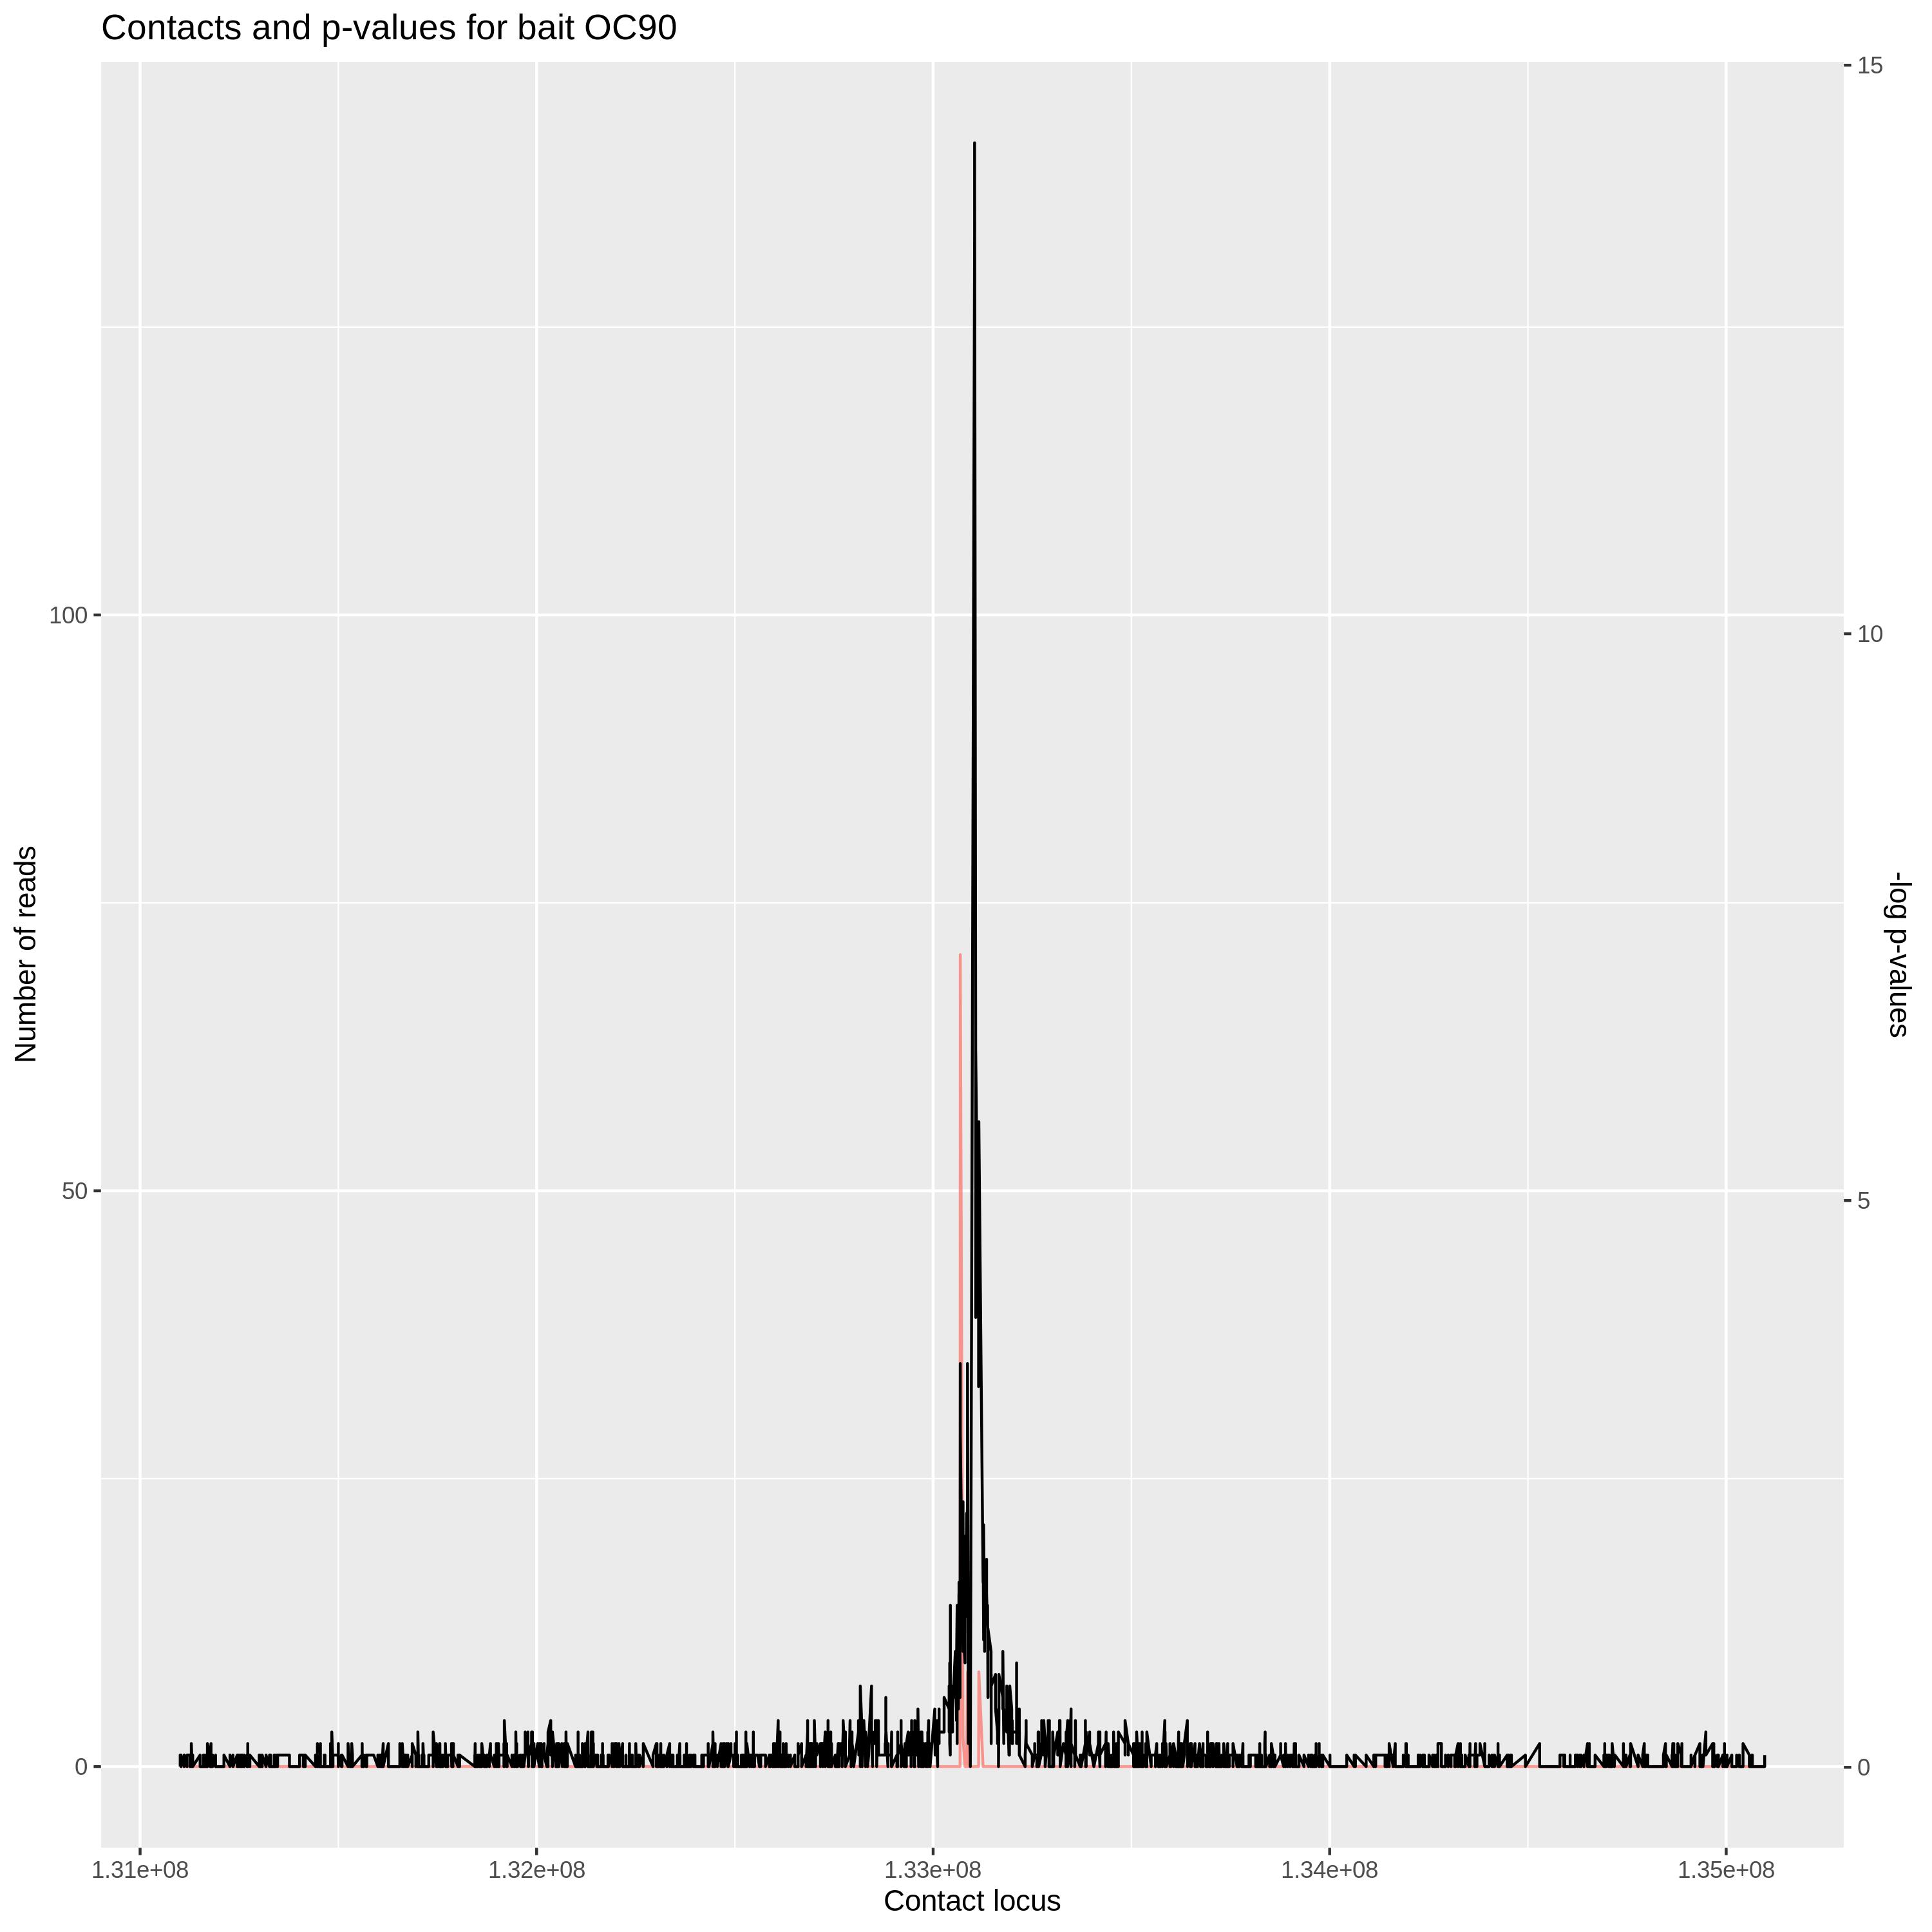 Contacts and p-values for bait OC90
15
100
10
Number of reads
-log p-values
50
5
0
0
1.31e+08 1.32e+08 1.33e+08 1.34e+08 1.35e+08
Contact locus